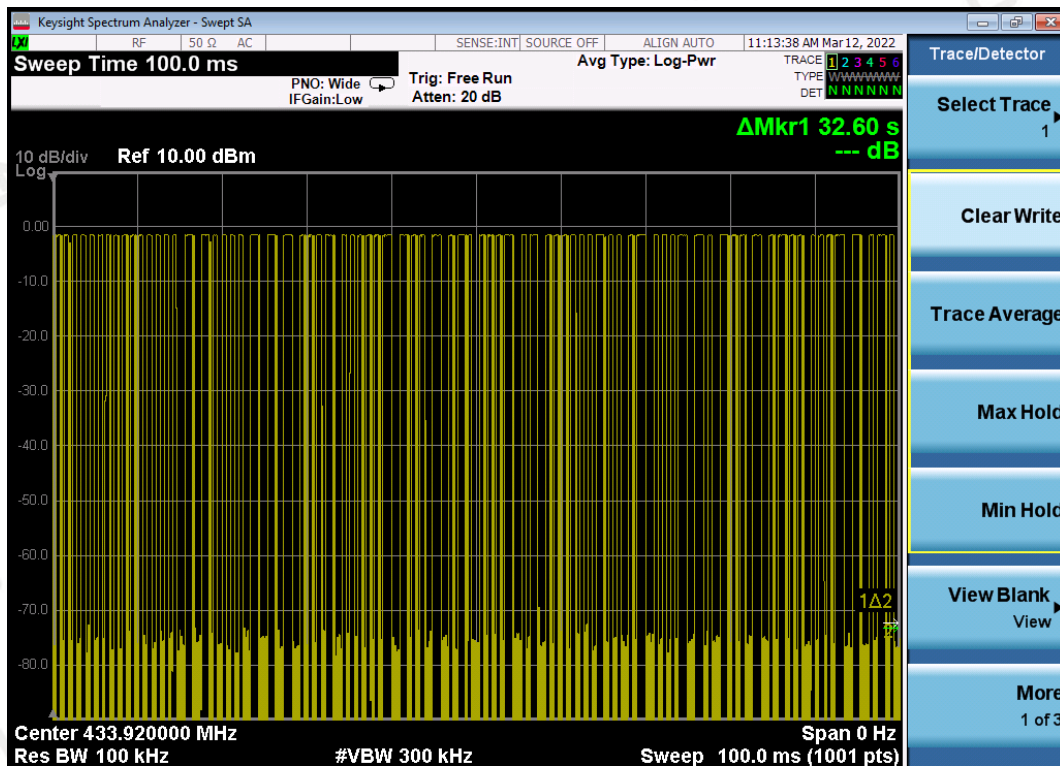 Keysight Spectrum Analyzer - Swept SA
LXI RF 50 Ω AC SENSE:INT SOURCE OFF ALIGN AUTO 11:13:38 AM Mar 12, 2022
Sweep Time 100.0 ms
Avg Type: Log-Pwr
TRACE 1 2 3 4 5 6
PNO: Wide
Trig: Free Run
TYPE WWWWWW
IFGain:Low
Atten: 20 dB
DET N N N N N N
ΔMkr1 32.60 s
--- dB
10 dB/div Ref 10.00 dBm
Log
0.00
-10.0
-20.0
-30.0
-40.0
-50.0
-60.0
-70.0
-80.0
1Δ2
Center 433.920000 MHz
Span 0 Hz
Res BW 100 kHz
#VBW 300 kHz
Sweep 100.0 ms (1001 pts)
Trace/Detector
Select Trace
1
Clear Write
Trace Average
Max Hold
Min Hold
View Blank
View
More
1 of 3